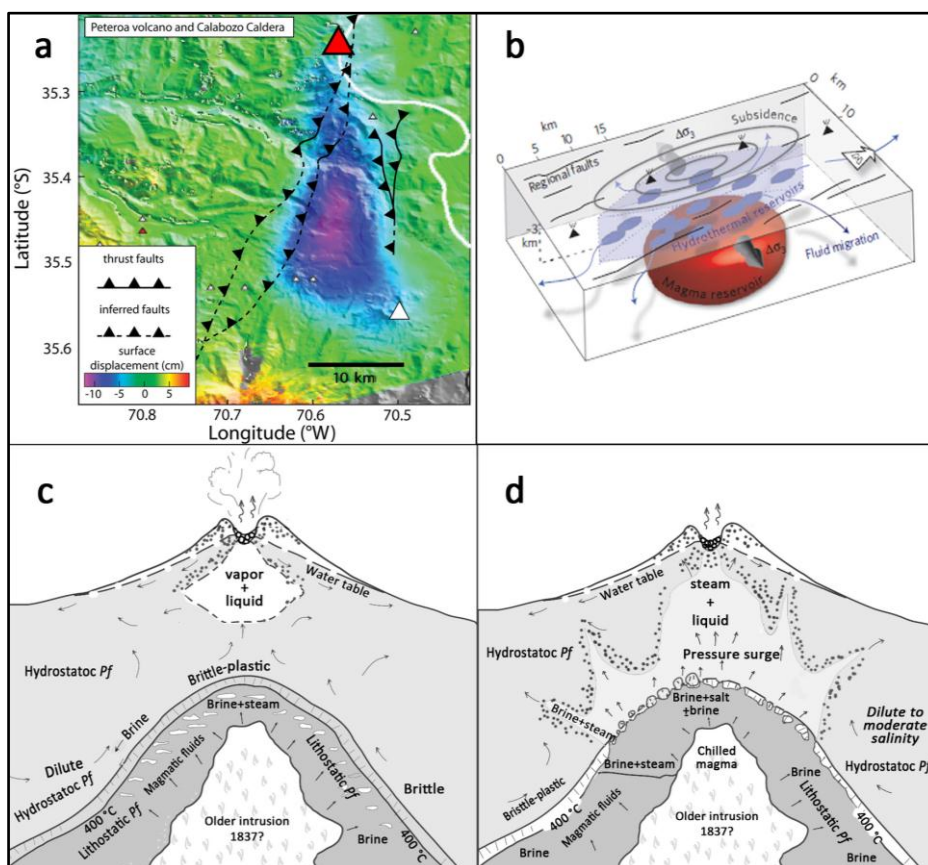 a
Peteroa volcano and Calabozo Caldera
35.3
35.4
35.5
35.6
Latitude (°S)
thrust faults
inferred faults
surface
displacement (cm)
-10 -5 0 5
10 km
70.8 70.7 70.6 70.5
Longitude (°W)
b
km
0 5 10 15
0
km
10
Subsidence
Δσ3
Regional faults
-3
km
Hydrothermal reservoirs
Δσ3
Magma reservoir
Fluid migration
c
vapor
+
liquid
Water table
Hydrostatoc Pf
Brittle-plastic
Brine+steam
Brine
Dilute
Hydrostatic Pf
Magmatic fluids
Lithostatic Pf
400 °C
Lithostatic Pf
Brittle
Older intrusion
1837?
Brine
400 °C
d
Water table
steam
+
liquid
Hydrostatoc Pf
Pressure surge
Brine+salt
±brine
Brine+steam
Dilute to
moderate
salinity
Hydrostatoc Pf
Chilled
magma
Brine+steam
Bristtle-plastic
400 °C
Magmatic fluids
Older intrusion
1837?
Brine
Lithostatic Pf
400 °C
Brine
Brine